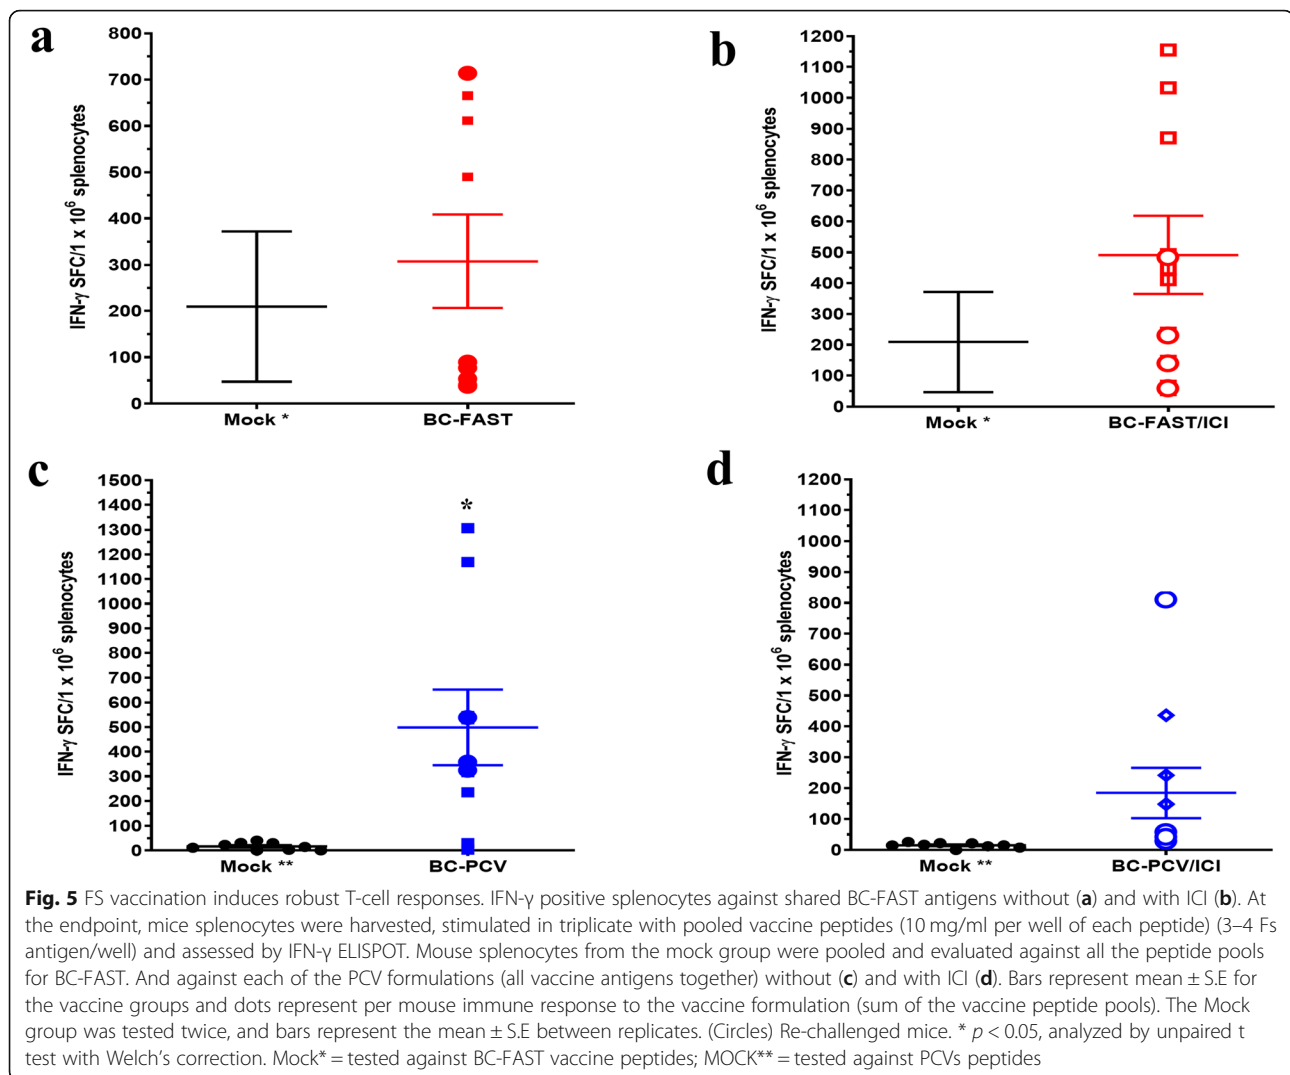 a
800
700
600
500
400
300
200
100
0
IFN-γ SFC/1 x 10⁶ splenocytes
Mock *
BC-FAST
b
1200
1100
1000
900
800
700
600
500
400
300
200
100
0
IFN-γ SFC/1 x 10⁶ splenocytes
Mock *
BC-FAST/ICI
c
1500
1400
1300
1200
1100
1000
900
800
700
600
500
400
300
200
100
0
IFN-γ SFC/1 x 10⁶ splenocytes
*
Mock **
BC-PCV
d
1200
1100
1000
900
800
700
600
500
400
300
200
100
0
IFN-γ SFC/1 x 10⁶ splenocytes
Mock **
BC-PCV/ICI
Fig. 5 FS vaccination induces robust T-cell responses. IFN-γ positive splenocytes against shared BC-FAST antigens without (a) and with ICI (b). At
the endpoint, mice splenocytes were harvested, stimulated in triplicate with pooled vaccine peptides (10 mg/ml per well of each peptide) (3–4 Fs
antigen/well) and assessed by IFN-γ ELISPOT. Mouse splenocytes from the mock group were pooled and evaluated against all the peptide pools
for BC-FAST. And against each of the PCV formulations (all vaccine antigens together) without (c) and with ICI (d). Bars represent mean ± S.E for
the vaccine groups and dots represent per mouse immune response to the vaccine formulation (sum of the vaccine peptide pools). The Mock
group was tested twice, and bars represent the mean ± S.E between replicates. (Circles) Re-challenged mice. * p < 0.05, analyzed by unpaired t
test with Welch's correction. Mock* = tested against BC-FAST vaccine peptides; MOCK** = tested against PCVs peptides